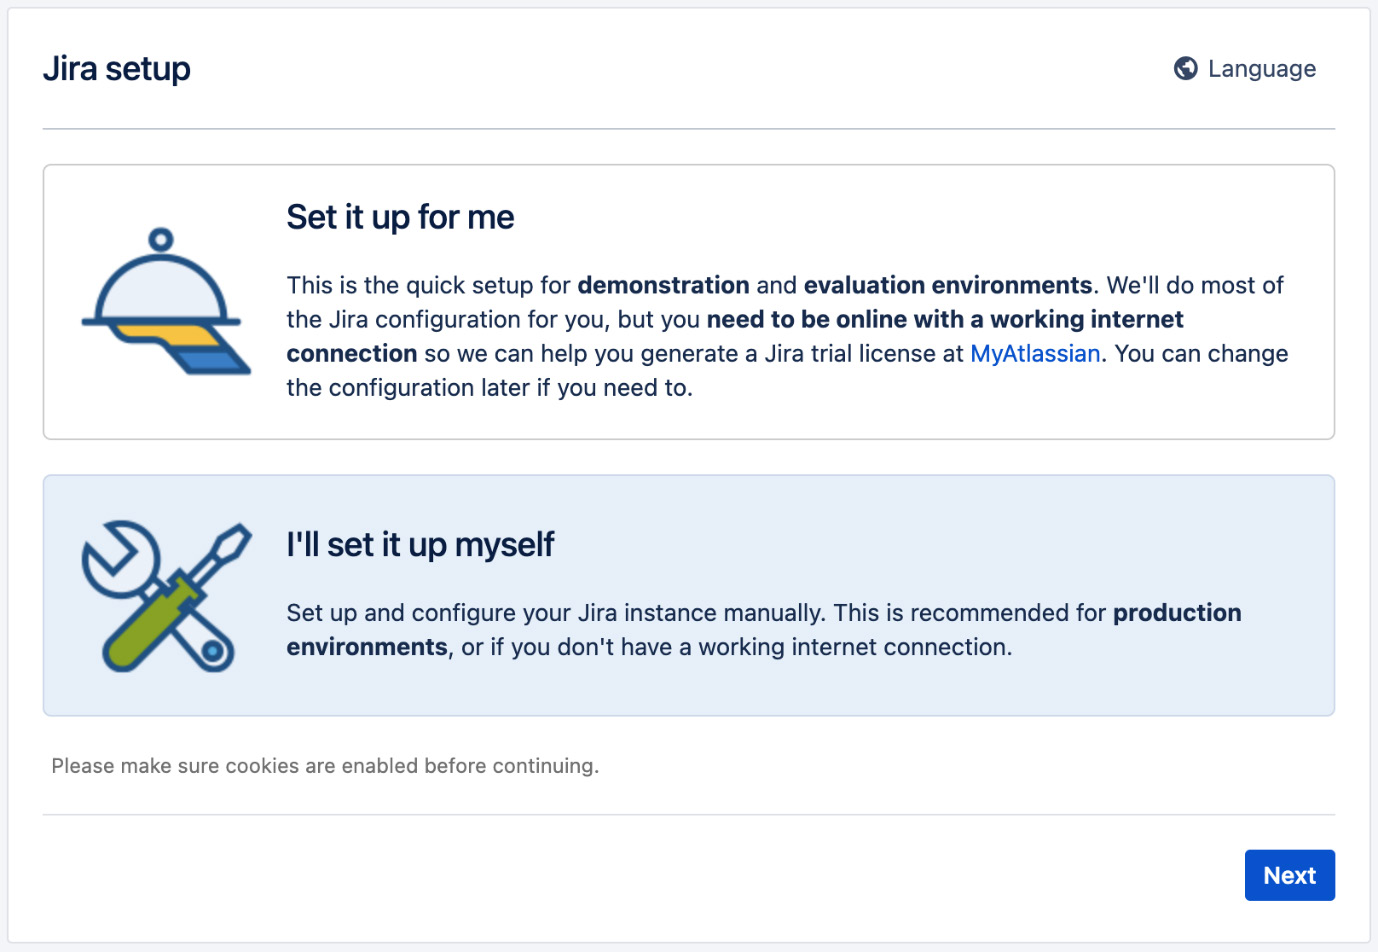 Jira setup
Language
Set it up for me
This is the quick setup for demonstration and evaluation environments. We'll do most of
the Jira configuration for you, but you need to be online with a working internet
connection so we can help you generate a Jira trial license at MyAtlassian. You can change
the configuration later if you need to.
I'll set it up myself
Set up and configure your Jira instance manually. This is recommended for production
environments, or if you don't have a working internet connection.
Please make sure cookies are enabled before continuing.
Next